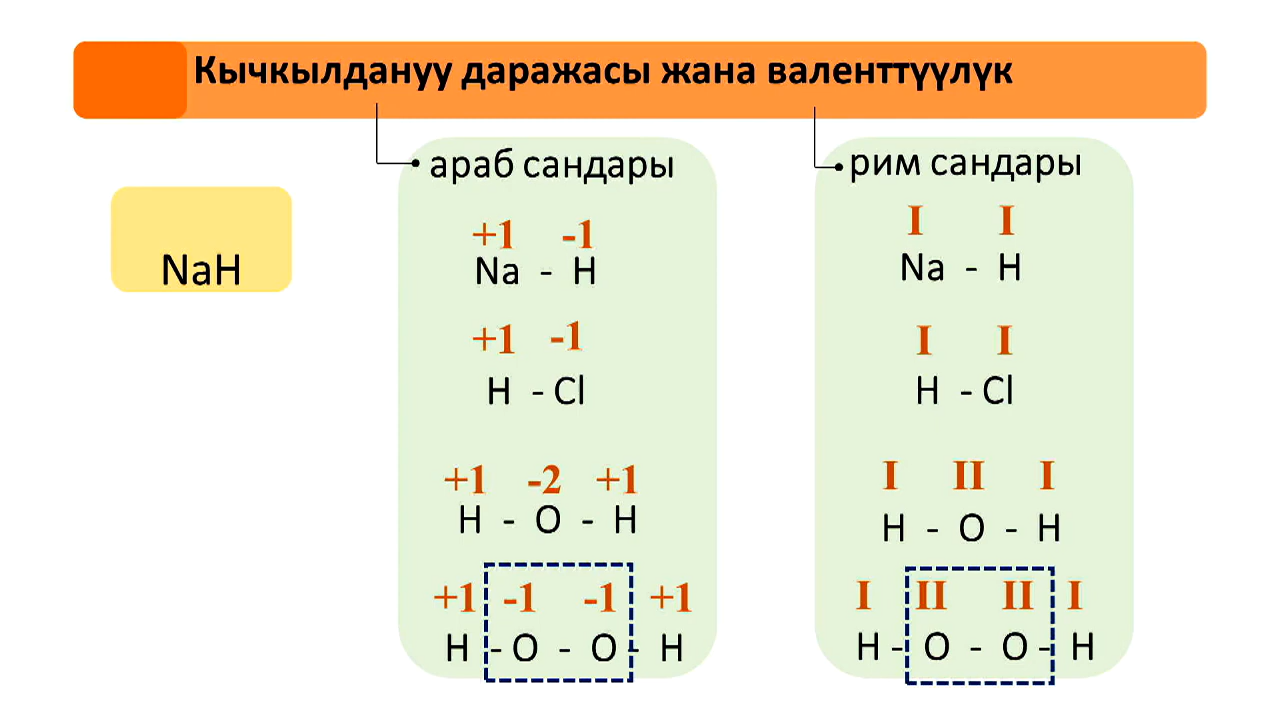 Кычкылдануу даражасы жана валенттүүлүк
араб сандары
рим сандары
NaH
+1 -1
Na - H
+1 -1
H - Cl
+1 -2 +1
H - O - H
+1 -1 -1 +1
H - O - O - H
I I
Na - H
I I
H - Cl
I II I
H - O - H
I II II I
H - O - O - H